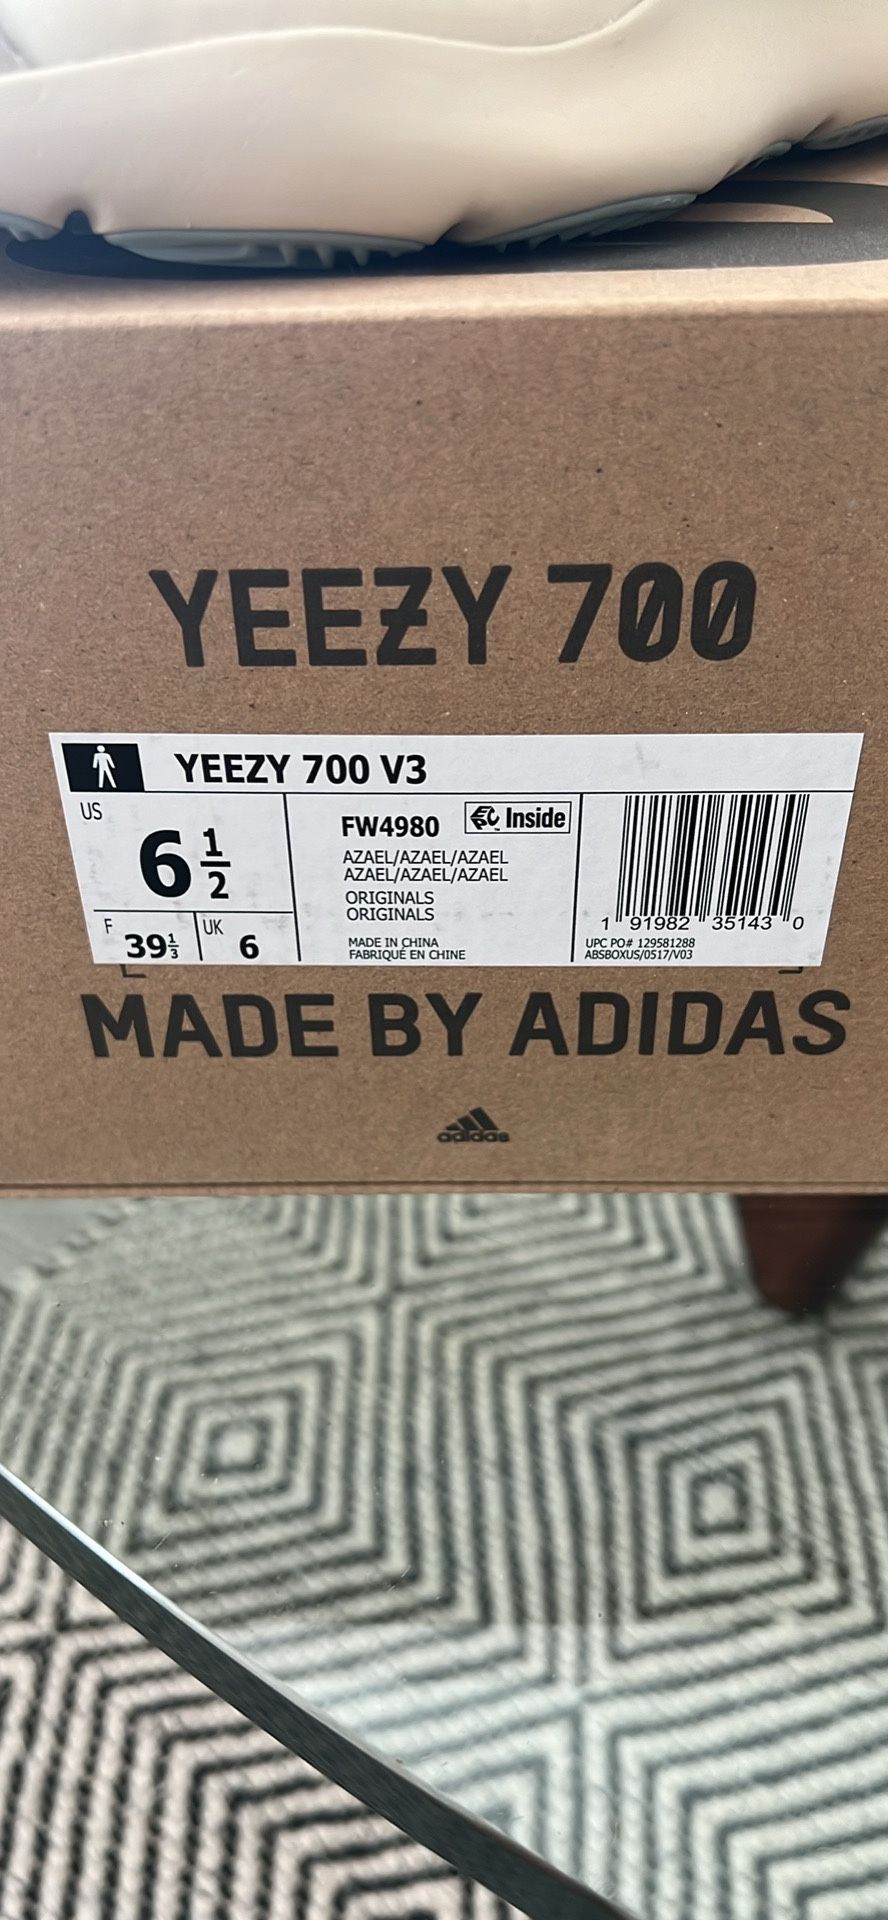 YEEZY 700
YEEZY 700 V3
US
6 1/2
F
39 1/3
UK
6
FW4980
EPC Inside
AZAEL/AZAEL/AZAEL
AZAEL/AZAEL/AZAEL
ORIGINALS
ORIGINALS
MADE IN CHINA
FABRIQUÉ EN CHINE
1 91982 35143 0
UPC PO# 129581288
ABSBOXUS/0517/V03
MADE BY ADIDAS
adidas